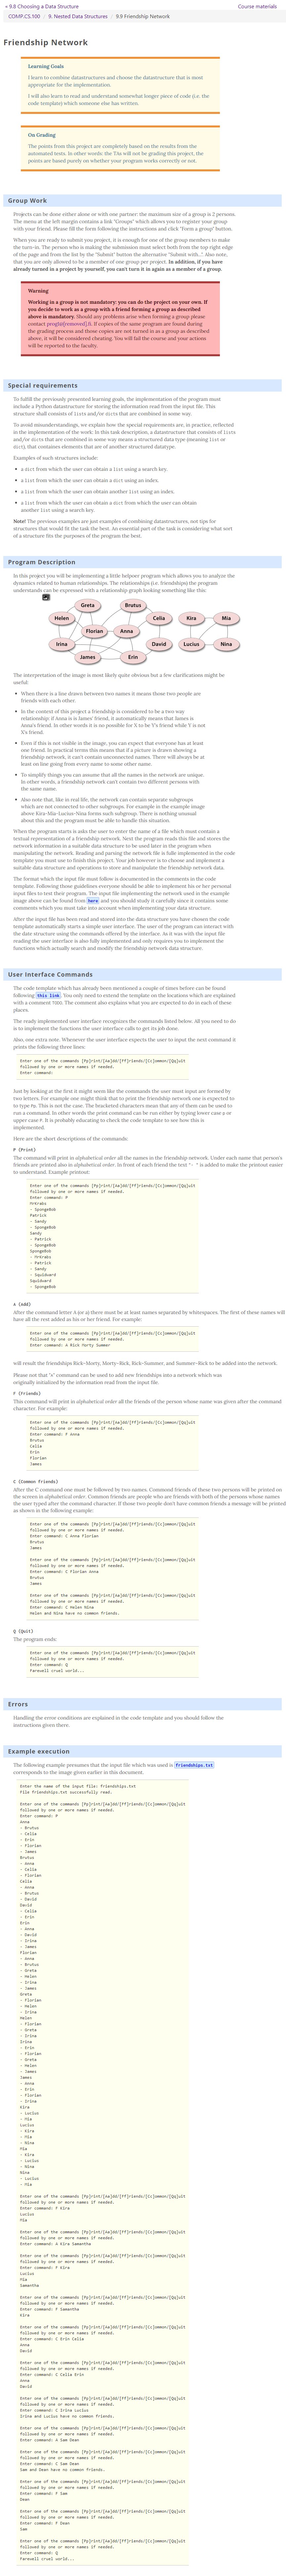 « 9.8 Choosing a Data Structure
Course materials
COMP.CS.100 / 9. Nested Data Structures / 9.9 Friendship Network
Friendship Network
Learning Goals
I learn to combine datastructures and choose the datastructure that is most
appropriate for the implementation.
I will also learn to read and understand somewhat longer piece of code (i.e. the
code template) which someone else has written.
On Grading
The points from this project are completely based on the results from the
automated tests. In other words: the TAs will not be grading this project, the
points are based purely on whether your program works correctly or not.
Group Work
Projects can be done either alone or with one partner: the maximum size of a group is 2 persons.
The menu at the left margin contains a link "Groups" which allows you to register your group
with your friend. Please fill the form following the instructions and click "Form a group" button.
When you are ready to submit you project, it is enough for one of the group members to make
the turn-in. The person who is making the submission must select both from the top right edge
of the page and from the list by the "Submit" button the alternative "Submit with...". Also note,
that you are only allowed to be a member of one group per project. In addition, if you have
already turned in a project by yourself, you can't turn it in again as a member of a group.
Warning
Working in a group is not mandatory: you can do the project on your own. If
you decide to work as a group with a friend forming a group as described
above is mandatory. Should any problems arise when forming a group please
contact
If copies of the same program are found during
the grading process and those copies are not turned it as a group as described
above, it will be considered cheating. You will fail the course and your actions
will be reported to the faculty.
Special requirements
To fulfill the previously presented learning goals, the implementation of the program must
include a Python datastructure for storing the information read from the input file. This
structure shall consists of lists and/or dicts that are combined in some way.
To avoid misunderstandings, we explain how the special requirements are, in practice, reflected
in the implementation of the work: In this task description, a datastructure that consists of lists
and/or dicts that are combined in some way means a structured data type (meaning list or
dict), that contains elements that are of another structured datatype.
Examples of such structures include:
• a dict from which the user can obtain a list using a search key.
• a dict from which the user can obtain a dict using an index.
• a list from which the user can obtain another list using an index.
• a list from which the user can obtain a dict from which the user can obtain
another list using a search key.
Note! The previous examples are just examples of combining datastructures, not tips for
structures that would fit the task the best. An essential part of the task is considering what sort
of a structure fits the purposes of the program the best.
Program Description
In this project you will be implementing a little helper program which allows you to analyze the
dynamics related to human relationships. The relationships (i.e. friendships) the program
understands can be expressed with a relationship graph looking something like this:
Greta
Brutus
Helen
Celia
Kira
Mia
Florian
Anna
Irina
David
Lucius
Nina
James
Erin
The interpretation of the image is most likely quite obvious but a few clarifications might be
useful:
• When there is a line drawn between two names it means those two people are
friends with each other.
• In the context of this project a friendship is considered to be a two way
relationship: if Anna is in James' friend, it automatically means that James is
Anna's friend. In other words it is not possible for X to be Y's friend while Y is not
X's friend.
• Even if this is not visible in the image, you can expect that everyone has at least
one friend. In practical terms this means that if a picture is drawn showing a
friendship network, it can't contain unconnected names. There will always be at
least on line going from every name to some other name.
• To simplify things you can assume that all the names in the network are unique.
In other words, a friendship network can't contain two different persons with
the same name.
• Also note that, like in real life, the network can contain separate subgroups
which are not connected to other subgroups. For example in the example image
above Kira-Mia-Lucius-Nina forms such subgroup. There is nothing unusual
about this and the program must be able to handle this situation.
When the program starts it asks the user to enter the name of a file which must contain a
textual representation of a friendship network. Next the program reads this file and stores the
network information in a suitable data structure to be used later in the program when
manipulating the network. Reading and parsing the network file is fully implemented in the code
template you must use to finish this project. Your job however is to choose and implement a
suitable data structure and operations to store and manipulate the friendship network data.
The format which the input file must follow is documented in the comments in the code
template. Following those guidelines everyone should be able to implement his or her personal
input files to test their program. The input file implementing the network used in the example
image above can be found from here and you should study it carefully since it contains some
comments which you must take into account when implementing your data structure.
After the input file has been read and stored into the data structure you have chosen the code
template automatically starts a simple user interface. The user of the program can interact with
the data structure by using the commands offered by the interface. As it was with input file
reading the user interface is also fully implemented and you are only required to implement the
functions which actually search and modify the friendship data.
User Interface Commands
The code template which has already been mentioned a couple of times before can be found
following this link. You only need to extend the template on the locations which are explained
with a comment TODO. The comment also explains what you are expected to do in each of these
places.
The readily implemented user interface recognizes the commands listed below. All you need to do
is to implement the functions which the user interface calls to get its job done.
Also, one extra note. Whenever the user interface expects the user to input the next command it
prints the following three lines:
Enter one of the commands [Pp]rint/[Aa]dd/[Ff]riends/[Cc]ommon/[Qq]uit
followed by one or more names if needed.
Enter command:
Just by looking at the first it might seem like the commands the user must input are formed by
two letters. For example one might think that to print the friendship network one is expected to
to type Pp. This is not the case. The bracketed characters mean that any of them can be used to
run a command. In other words to execute the print command one can either by typing lower case p or
upper case P. It is probably educating to check the code template to see how this is
implemented.
Here are the short descriptions of the commands:
P (Print)
The command will print in alphabetical order all the names in the friendship network. Under each name that person's
friends are printed also in alphabetical order. In front of each friend the text "- " is added to make the printout easier
to understand. Example printout:
Enter one of the commands [Pp]rint/[Aa]dd/[Ff]riends/[Cc]ommon/[Qq]uit
followed by one or more names if needed.
Enter command: P
MrKrabs
- SpongeBob
Patrick
- Sandy
- SpongeBob
Sandy
- Patrick
- SpongeBob
SpongeBob
- MrKrabs
- Patrick
- Sandy
- Squidward
Squidward
- SpongeBob
A (Add)
After the command letter A (or a) there must be at least names separated by whitespaces. The first of these names will
have all the rest added as his or her friend. For example:
Enter one of the commands [Pp]rint/[Aa]dd/[Ff]riends/[Cc]ommon/[Qq]uit
followed by one or more names if needed.
Enter command: A Rick Morty Summer
will result the friendships Rick–Morty, Morty–Rick, Rick–Summer, and Summer–Rick to be added into the network.
Please not that "A" command can be used to add new friendships into a network which was
originally initialized by the information read from the input file.
F (Friends)
This command will print in alphabetical order all the friends of the person whose name was given after the command
character. For example:
Enter one of the commands [Pp]rint/[Aa]dd/[Ff]riends/[Cc]ommon/[Qq]uit
followed by one or more names if needed.
Enter command: F Anna
Brutus
Celia
Erin
Florian
James
C (Common friends)
After the C command one must be followed by two names. Command friends of these two persons will be printed on
the screen in alphabetical order. Common friends are people who are friends with both of the persons whose names
the user typed after the command character. If those two people don't have common friends a message will be printed
as shown in the following example:
Enter one of the commands [Pp]rint/[Aa]dd/[Ff]riends/[Cc]ommon/[Qq]uit
followed by one or more names if needed.
Enter command: C Anna Florian
Brutus
James
Enter one of the commands [Pp]rint/[Aa]dd/[Ff]riends/[Cc]ommon/[Qq]uit
followed by one or more names if needed.
Enter command: C Florian Anna
Brutus
James
Enter one of the commands [Pp]rint/[Aa]dd/[Ff]riends/[Cc]ommon/[Qq]uit
followed by one or more names if needed.
Enter command: C Helen Nina
Helen and Nina have no common friends.
Q (Quit)
The program ends:
Enter one of the commands [Pp]rint/[Aa]dd/[Ff]riends/[Cc]ommon/[Qq]uit
followed by one or more names if needed.
Enter command: Q
Farewell cruel world...
Errors
Handling the error conditions are explained in the code template and you should follow the
instructions given there.
Example execution
The following example presumes that the input file which was used is friendships.txt
corresponds to the image given earlier in this document.
Enter the name of the input file: friendships.txt
File friendships.txt successfully read.
Enter one of the commands [Pp]rint/[Aa]dd/[Ff]riends/[Cc]ommon/[Qq]uit
followed by one or more names if needed.
Enter command: P
Anna
- Brutus
- Celia
- Erin
- Florian
- James
Brutus
- Anna
- Celia
- Florian
Celia
- Anna
- Brutus
- David
David
- Celia
- Erin
Erin
- Anna
- David
- Irina
- James
Florian
- Anna
- Brutus
- Greta
- Helen
- Irina
- James
Greta
- Florian
- Helen
- Irina
Helen
- Florian
- Greta
- Irina
Irina
- Erin
- Florian
- Greta
- Helen
- James
James
- Anna
- Erin
- Florian
- Irina
Kira
- Lucius
- Mia
Lucius
- Kira
- Mia
- Nina
Mia
- Kira
- Lucius
- Nina
Nina
- Lucius
- Mia
Enter one of the commands [Pp]rint/[Aa]dd/[Ff]riends/[Cc]ommon/[Qq]uit
followed by one or more names if needed.
Enter command: F Kira
Lucius
Mia
Enter one of the commands [Pp]rint/[Aa]dd/[Ff]riends/[Cc]ommon/[Qq]uit
followed by one or more names if needed.
Enter command: A Kira Samantha
Enter one of the commands [Pp]rint/[Aa]dd/[Ff]riends/[Cc]ommon/[Qq]uit
followed by one or more names if needed.
Enter command: F Kira
Lucius
Mia
Samantha
Enter one of the commands [Pp]rint/[Aa]dd/[Ff]riends/[Cc]ommon/[Qq]uit
followed by one or more names if needed.
Enter command: F Samantha
Kira
Enter one of the commands [Pp]rint/[Aa]dd/[Ff]riends/[Cc]ommon/[Qq]uit
followed by one or more names if needed.
Enter command: C Erin Celia
Anna
David
Enter one of the commands [Pp]rint/[Aa]dd/[Ff]riends/[Cc]ommon/[Qq]uit
followed by one or more names if needed.
Enter command: C Celia Erin
Anna
David
Enter one of the commands [Pp]rint/[Aa]dd/[Ff]riends/[Cc]ommon/[Qq]uit
followed by one or more names if needed.
Enter command: C Irina Lucius
Irina and Lucius have no common friends.
Enter one of the commands [Pp]rint/[Aa]dd/[Ff]riends/[Cc]ommon/[Qq]uit
followed by one or more names if needed.
Enter command: A Sam Dean
Enter one of the commands [Pp]rint/[Aa]dd/[Ff]riends/[Cc]ommon/[Qq]uit
followed by one or more names if needed.
Enter command: C Sam Dean
Sam and Dean have no common friends.
Enter one of the commands [Pp]rint/[Aa]dd/[Ff]riends/[Cc]ommon/[Qq]uit
followed by one or more names if needed.
Enter command: F Sam
Dean
Enter one of the commands [Pp]rint/[Aa]dd/[Ff]riends/[Cc]ommon/[Qq]uit
followed by one or more names if needed.
Enter command: F Dean
Sam
Enter one of the commands [Pp]rint/[Aa]dd/[Ff]riends/[Cc]ommon/[Qq]uit
followed by one or more names if needed.
Enter command: Q
Farewell cruel world...